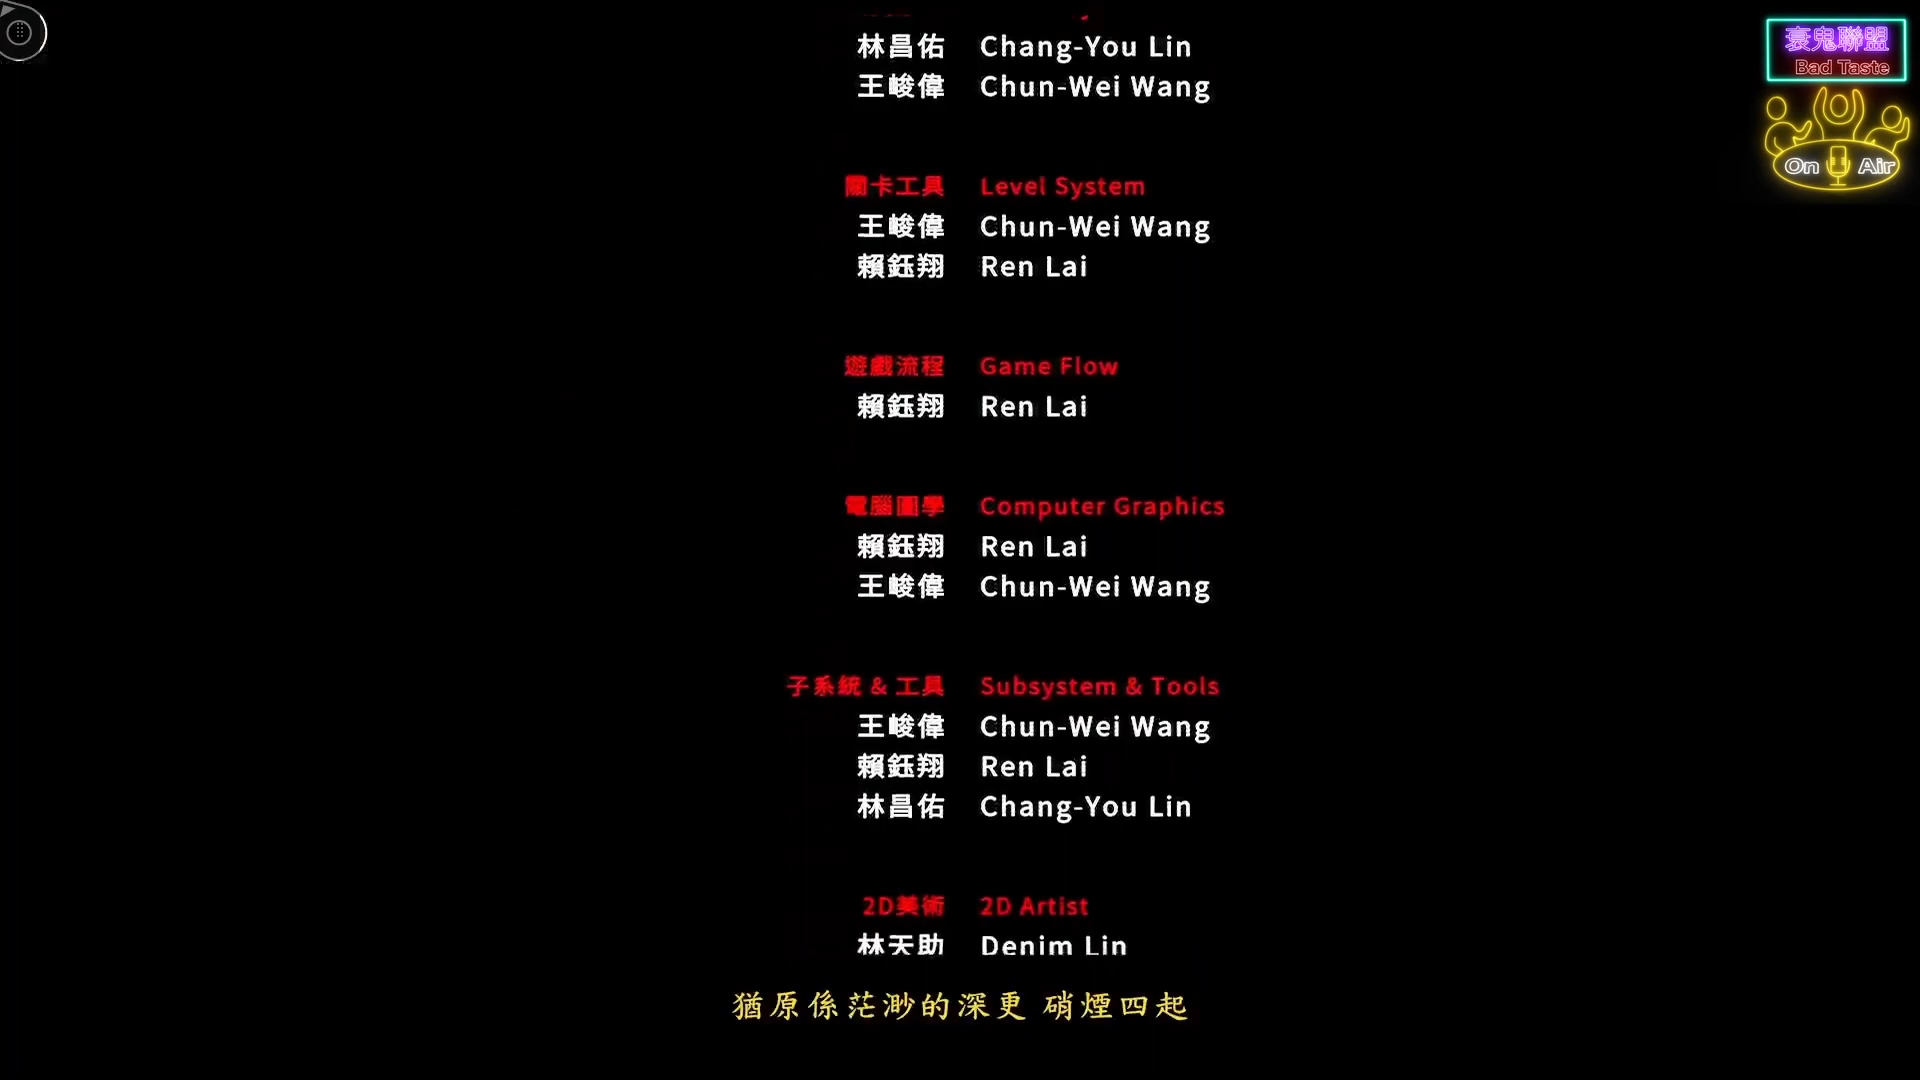 林昌佑 Chang-You Lin
王峻偉 Chun-Wei Wang
關卡工具 Level System
王峻偉 Chun-Wei Wang
賴鈺翔 Ren Lai
遊戲流程 Game Flow
賴鈺翔 Ren Lai
電腦圖學 Computer Graphics
賴鈺翔 Ren Lai
王峻偉 Chun-Wei Wang
子系統 & 工具 Subsystem & Tools
王峻偉 Chun-Wei Wang
賴鈺翔 Ren Lai
林昌佑 Chang-You Lin
2D美術 2D Artist
林天助 Denim Lin
猶原係茫渺的深更 硝煙四起
衰鬼聯盟
Bad Taste
On Air